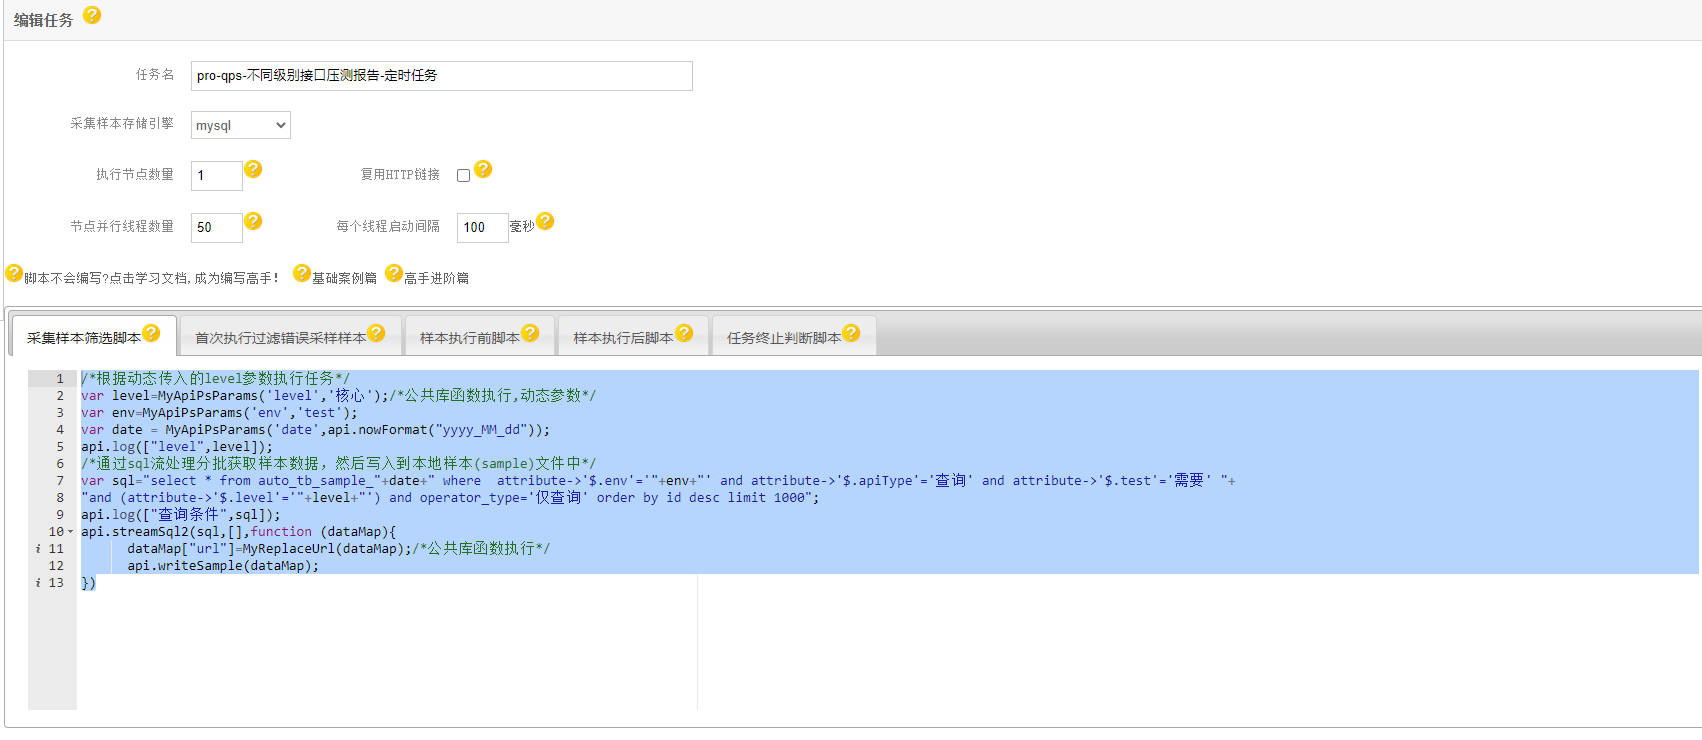 编辑任务 ?
任务名 pro-qps-不同级别接口压测报告-定时任务
采集样本存储引擎 mysql
执行节点数量 1 ? 复用HTTP链接 ?
节点并行线程数量 50 ? 每个线程启动间隔 100 毫秒 ?
? 脚本不会编写?点击学习文档,成为编写高手! ? 基础案例篇 ? 高手进阶篇
采集样本筛选脚本 ? 首次执行过滤错误采样样本 ? 样本执行前脚本 ? 样本执行后脚本 ? 任务终止判断脚本 ?
1 /*根据动态传入的level参数执行任务*/
2 var level=MyApiPsParams('level','核心');/*公共库函数执行,动态参数*/
3 var env=MyApiPsParams('env','test');
4 var date = MyApiPsParams('date',api.nowFormat("yyyy_MM_dd"));
5 api.log(["level",level]);
6 /*通过sql流处理分批获取样本数据，然后写入到本地样本(sample)文件中*/
7 var sql="select * from auto_tb_sample_"+date+" where  attribute->'$.env'='"+env+"' and attribute->'$.apiType'='查询' and attribute->'$.test'='需要' "+
8 "and (attribute->'$.level'='"+level+"') and operator_type='仅查询' order by id desc limit 1000";
9 api.log(["查询条件",sql]);
10 api.streamSql2(sql,[],function (dataMap){
i 11 dataMap["url"]=MyReplaceUrl(dataMap);/*公共库函数执行*/
12 api.writeSample(dataMap);
i 13 })